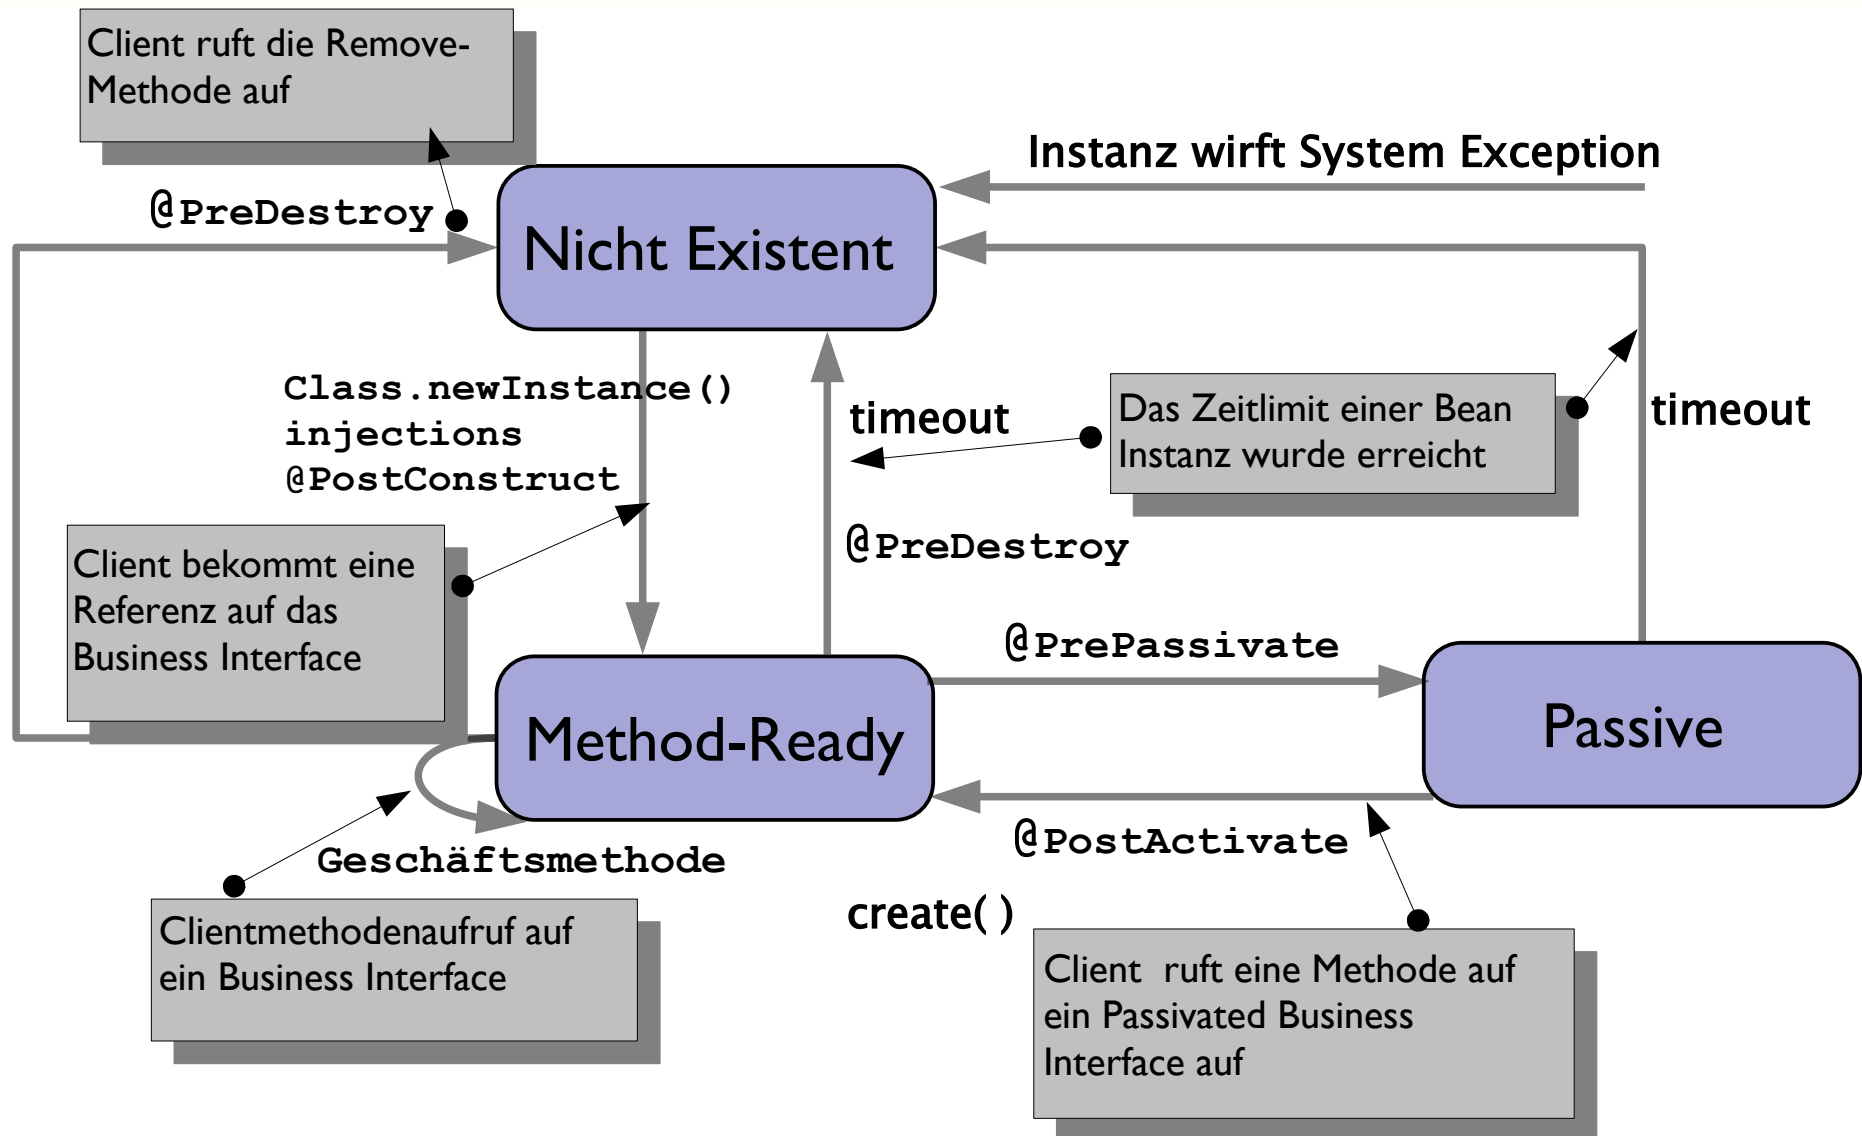 Client ruft die Remove-
Methode auf
Instanz wirft System Exception
@PreDestroy
Nicht Existent
Class.newInstance()
injections
@PostConstruct
timeout
Das Zeitlimit einer Bean
Instanz wurde erreicht
timeout
@PreDestroy
Client bekommt eine
Referenz auf das
Business Interface
@PrePassivate
Method-Ready
Passive
@PostActivate
Geschäftsmethode
create( )
Clientmethodenaufruf auf
ein Business Interface
Client  ruft eine Methode auf
ein Passivated Business
Interface auf